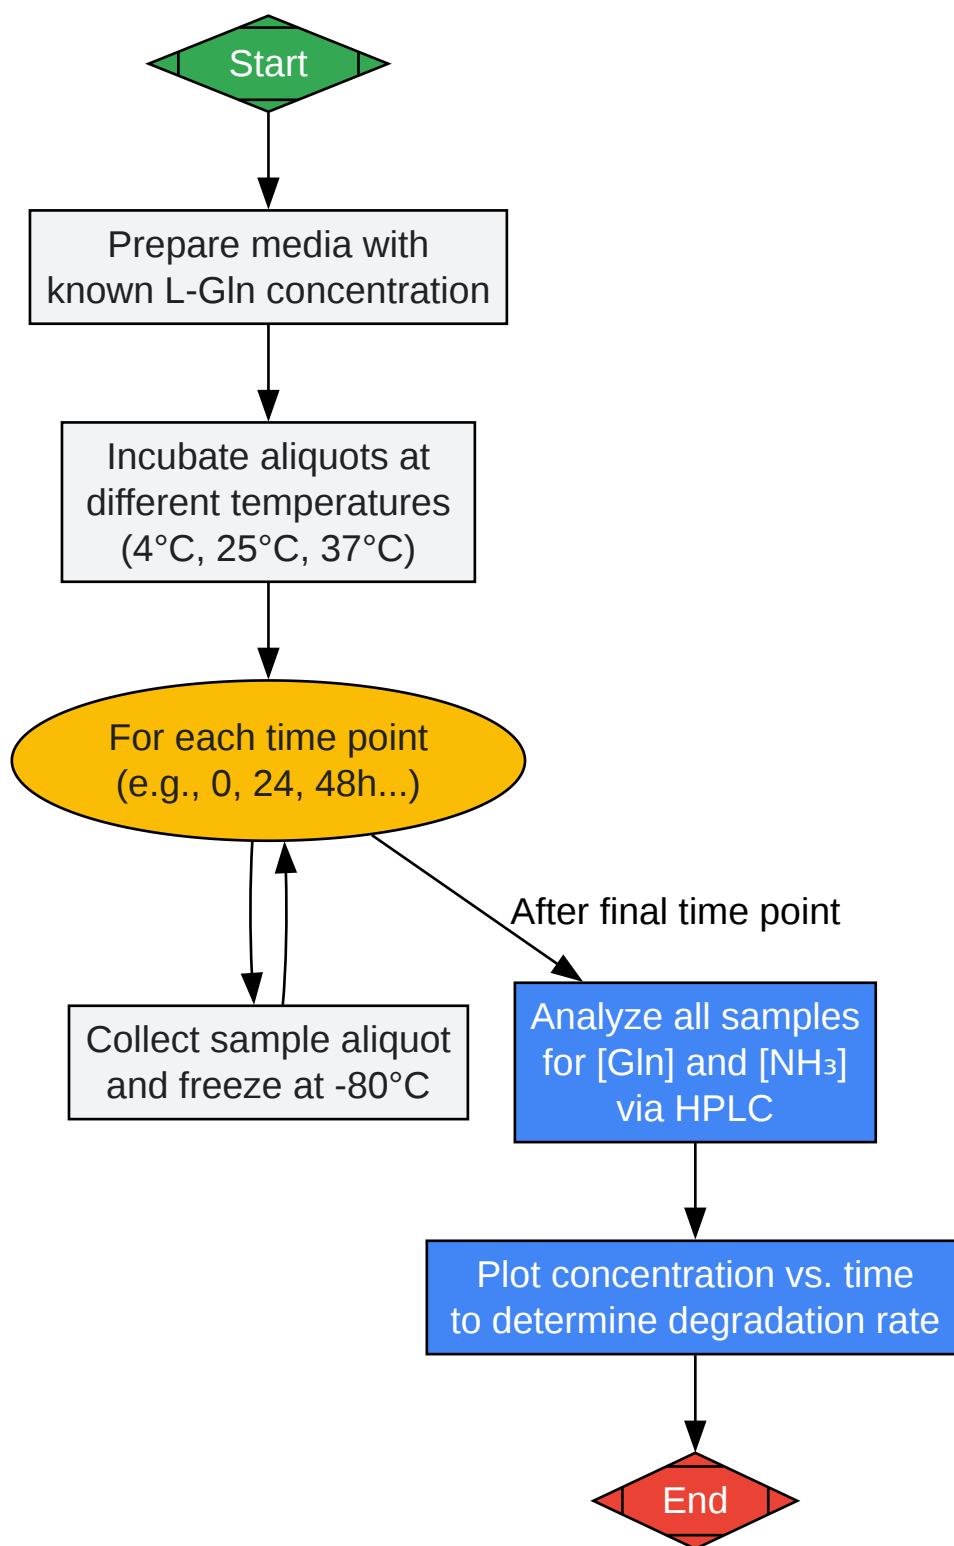 Start
Prepare media with
known L-Gln concentration
Incubate aliquots at
different temperatures
(4°C, 25°C, 37°C)
For each time point
(e.g., 0, 24, 48h...)
After final time point
Collect sample aliquot
and freeze at -80°C
Analyze all samples
for [Gln] and [NH₃]
via HPLC
Plot concentration vs. time
to determine degradation rate
End